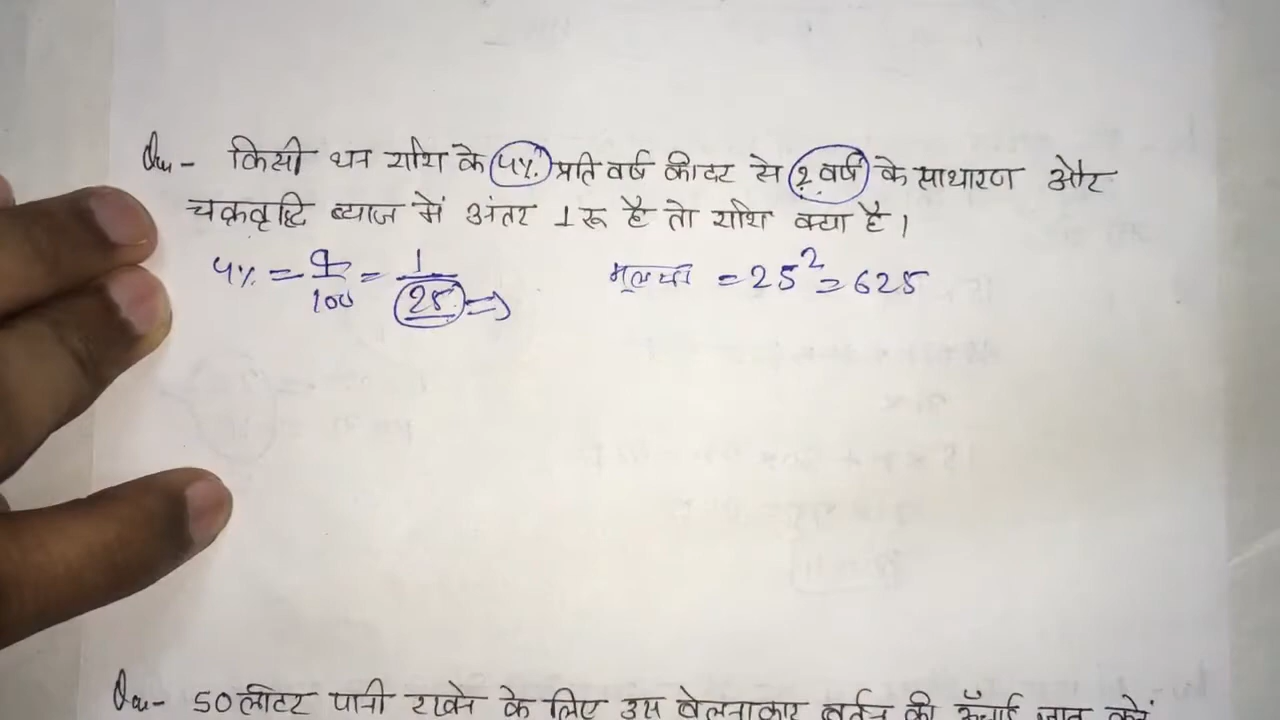 Qu - किसी धन राशि के 4% प्रति वर्ष की दर से 2 वर्ष के साधारण और
चक्रवृद्धि ब्याज में अंतर 1 रू है तो राशि क्या है।
4% = 4/100 = 1/25 ⇒ मूलधन = 25² = 625
Qu - 50 लीटर पानी रखने के लिए उस बेलनाकार बर्तन की ऊँचाई ज्ञात करें